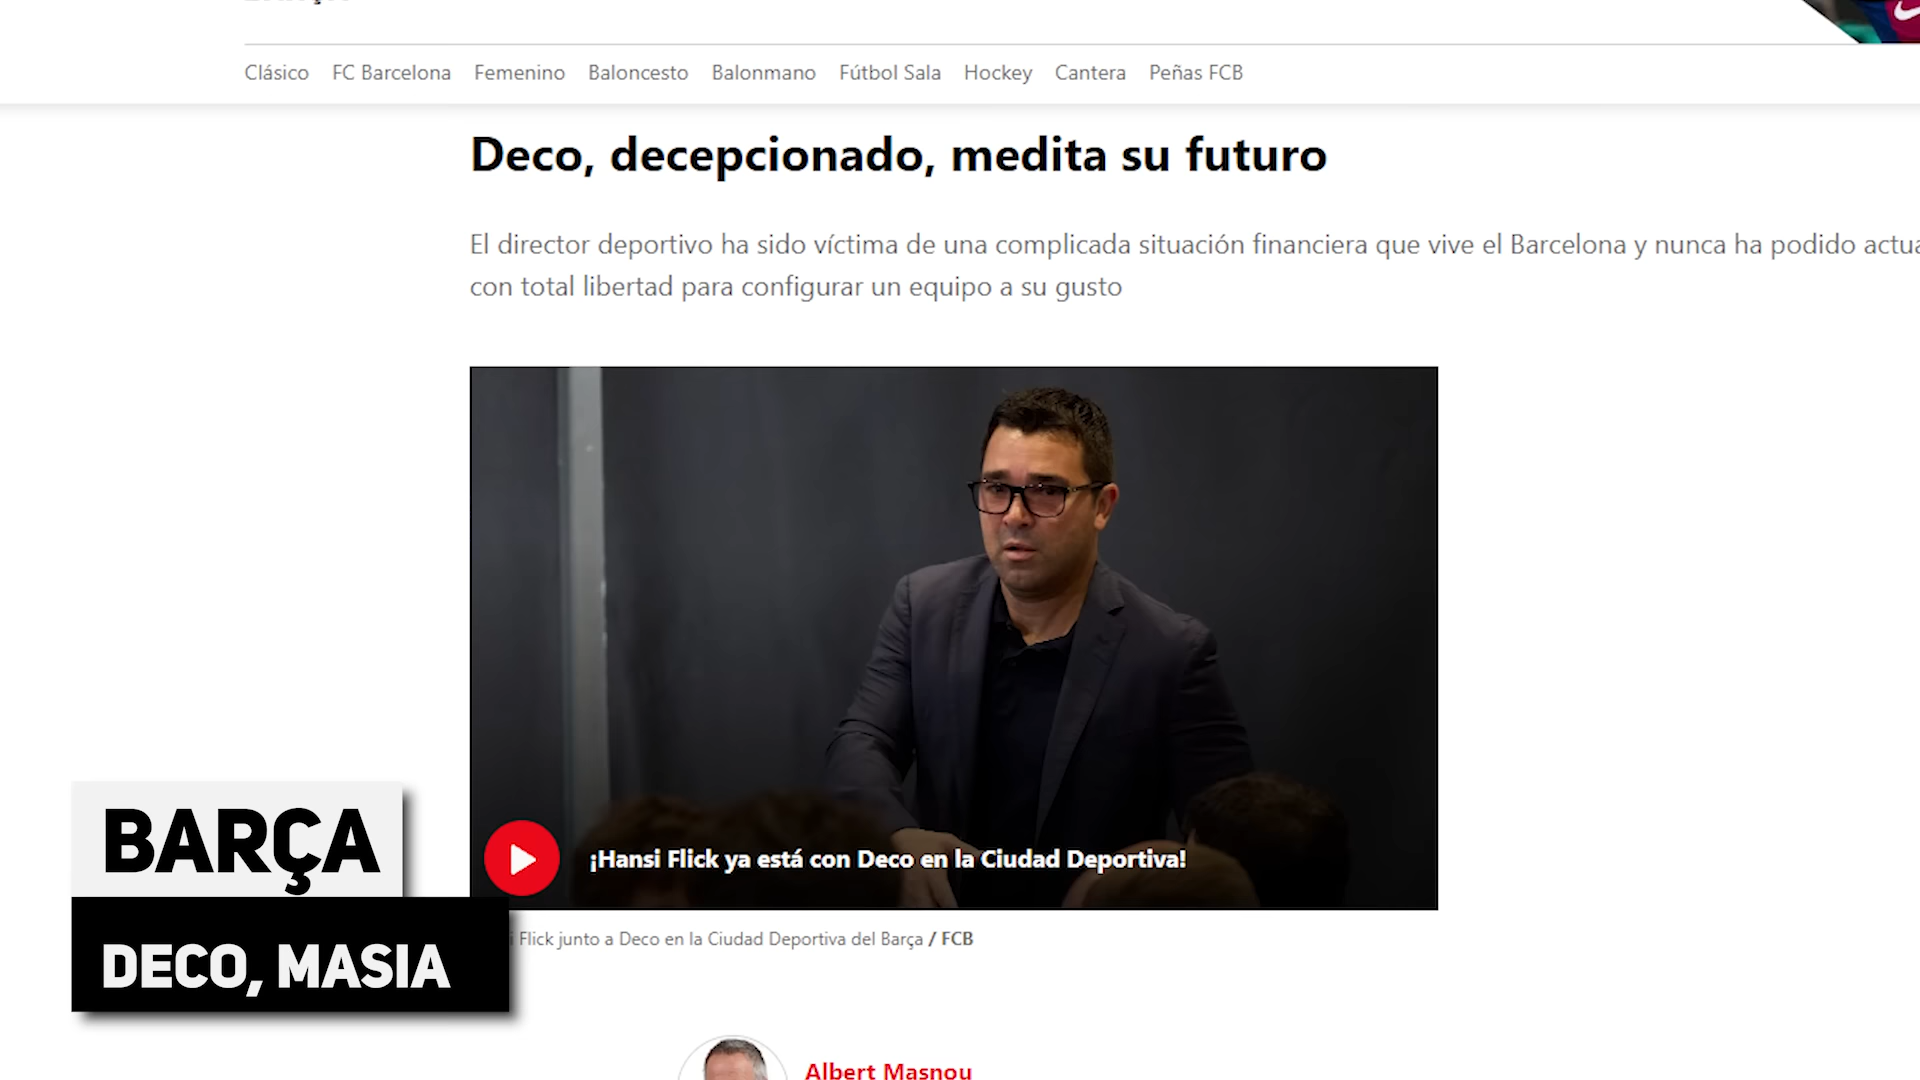 Clásico FC Barcelona Femenino Baloncesto Balonmano Fútbol Sala Hockey Cantera Peñas FCB
Deco, decepcionado, medita su futuro
El director deportivo ha sido víctima de una complicada situación financiera que vive el Barcelona y nunca ha podido
con total libertad para configurar un equipo a su gusto
¡Hansi Flick ya está con Deco en la Ciudad Deportiva!
Flick junto a Deco en la Ciudad Deportiva del Barça / FCB
BARÇA
DECO, MASIA
Albert Masnou